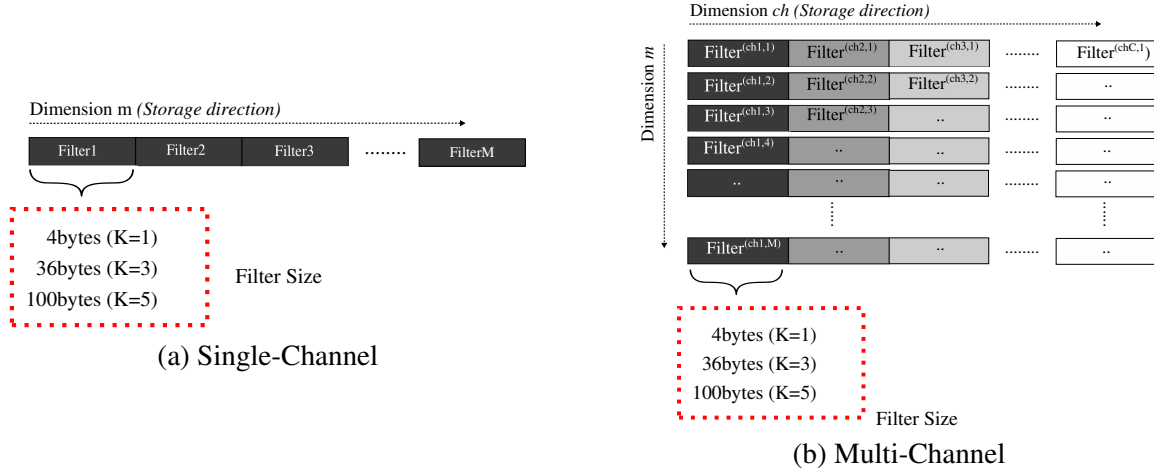 Dimension m (Storage direction)
Filter1 Filter2 Filter3 ........ FilterM
4bytes (K=1)
36bytes (K=3)
100bytes (K=5)
Filter Size
(a) Single-Channel
Dimension ch (Storage direction)
Dimension m
Filter(ch1,1) Filter(ch2,1) Filter(ch3,1) ........ Filter(chC,1)
Filter(ch1,2) Filter(ch2,2) Filter(ch3,2) ........ ..
Filter(ch1,3) Filter(ch2,3) .. ........ ..
Filter(ch1,4) .. .. ........ ..
.. .. .. ........ ..
Filter(ch1,M) .. .. ........ ..
4bytes (K=1)
36bytes (K=3)
100bytes (K=5)
Filter Size
(b) Multi-Channel